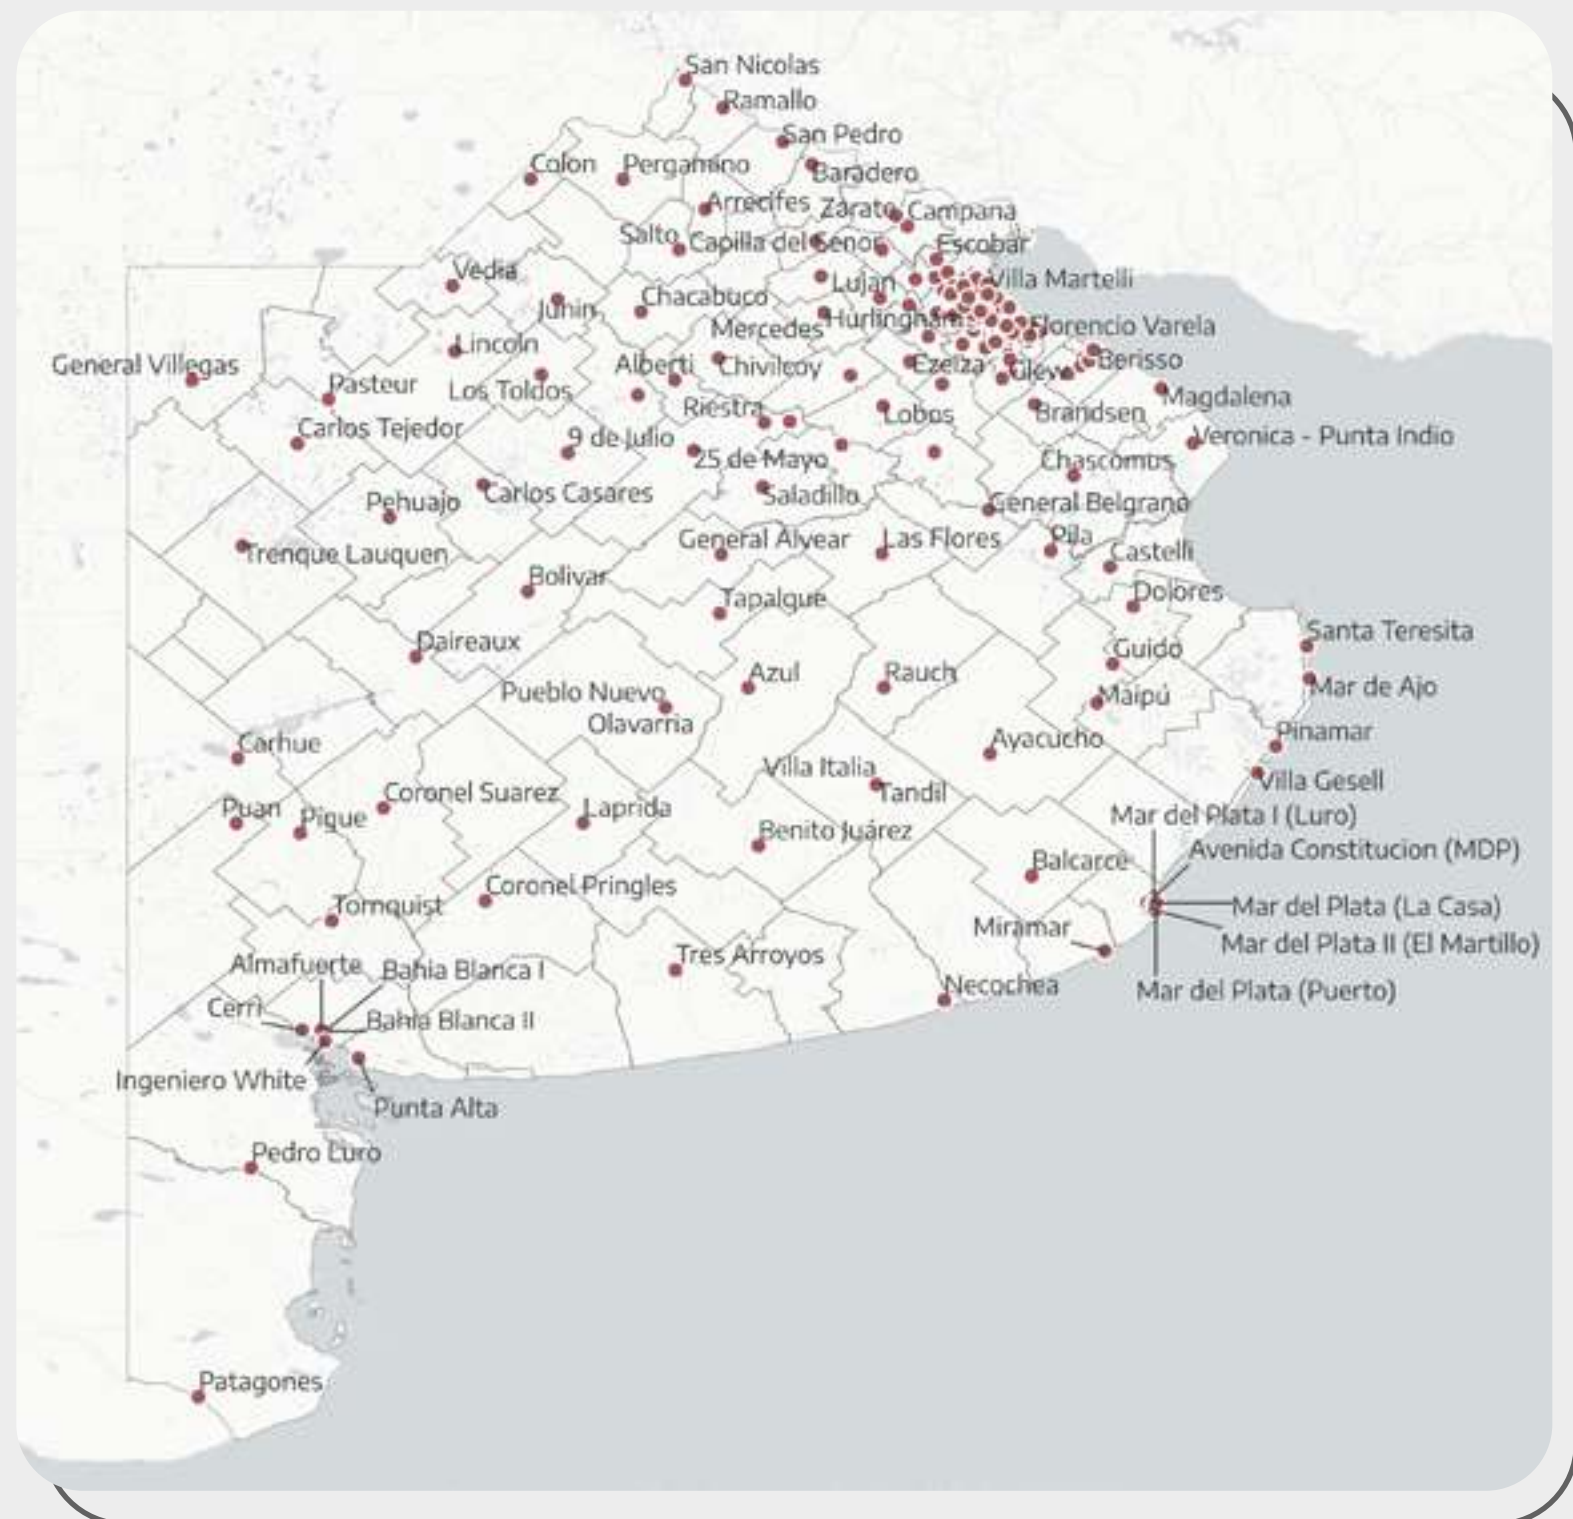 San Nicolas
Ramallo
San Pedro
Colon
Pergamino
Baradero
Arrecifes
Zarate
Campana
Salto
Capilla del Senor
Escobar
Vedia
Lujan
Villa Martelli
Junin
Chacabuco
Mercedes
Hurlingham
Florencio Varela
Lincoln
General Villegas
Alberti
Chivilcoy
Ezeiza
Glew
Berisso
Pasteur
Los Toldos
Magdalena
Riestra
Lobos
Brandsen
Carlos Tejedor
9 de Julio
Veronica - Punta Indio
25 de Mayo
Chascomus
Pehuajo
Carlos Casares
Saladillo
General Belgrano
General Alvear
Las Flores
Pila
Trenque Lauquen
Castelli
Bolivar
Dolores
Tapalque
Santa Teresita
Daireaux
Guido
Azul
Rauch
Mar de Ajo
Pueblo Nuevo
Maipú
Olavarria
Pinamar
Carhue
Ayacucho
Villa Italia
Villa Gesell
Coronel Suarez
Tandil
Puan
Pigue
Laprida
Mar del Plata I (Luro)
Benito Juárez
Avenida Constitucion (MDP)
Balcarce
Coronel Pringles
Tornquist
Mar del Plata (La Casa)
Miramar
Mar del Plata II (El Martillo)
Tres Arroyos
Almafuerte
Bahia Blanca I
Necochea
Mar del Plata (Puerto)
Cerri
Bahia Blanca II
Ingeniero White
Punta Alta
Pedro Luro
Patagones